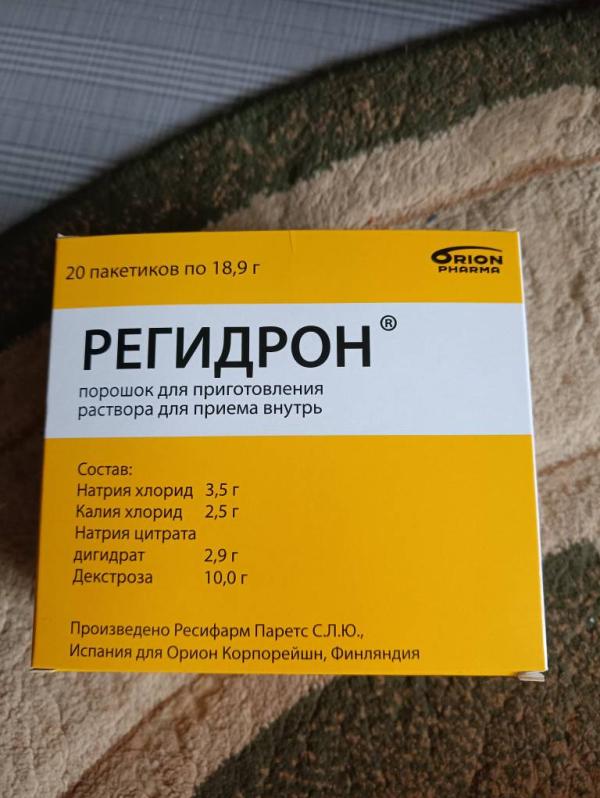 20 пакетиков по 18,9 г
ORION
PHARMA
РЕГИДРОН®
порошок для приготовления
раствора для приема внутрь
Состав:
Натрия хлорид 3,5 г
Калия хлорид 2,5 г
Натрия цитрата
дигидрат 2,9 г
Декстроза 10,0 г
Произведено Ресифарм Паретс С.Л.Ю.,
Испания для Орион Корпорейшн, Финляндия